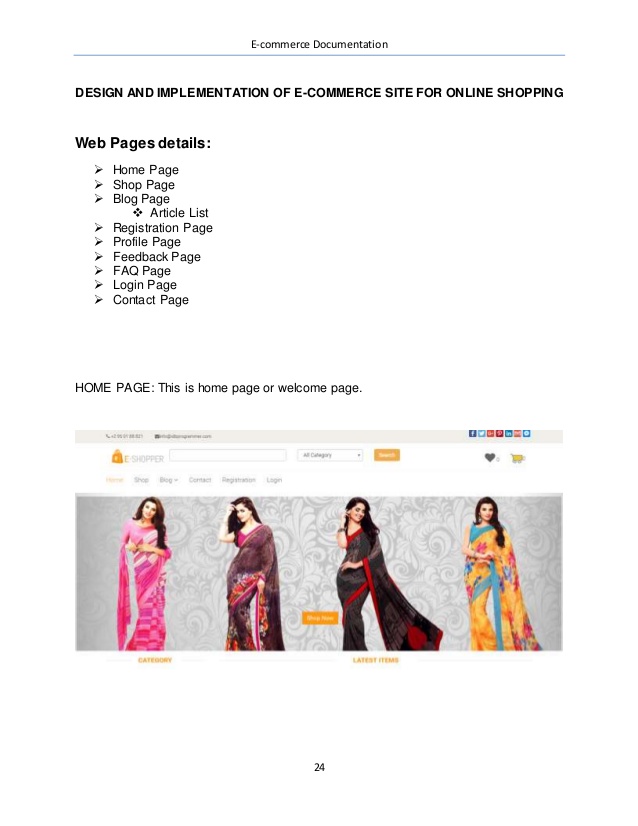 E-commerce Documentation
DESIGN AND IMPLEMENTATION OF E-COMMERCE SITE FOR ONLINE SHOPPING
Web Pages details:
➢ Home Page
➢ Shop Page
➢ Blog Page
❖ Article List
➢ Registration Page
➢ Profile Page
➢ Feedback Page
➢ FAQ Page
➢ Login Page
➢ Contact Page
HOME PAGE: This is home page or welcome page.
E-SHOPPER All Category Search
Home Shop Blog Contact Registration Login
Shop Now
CATEGORY LATEST ITEMS
24